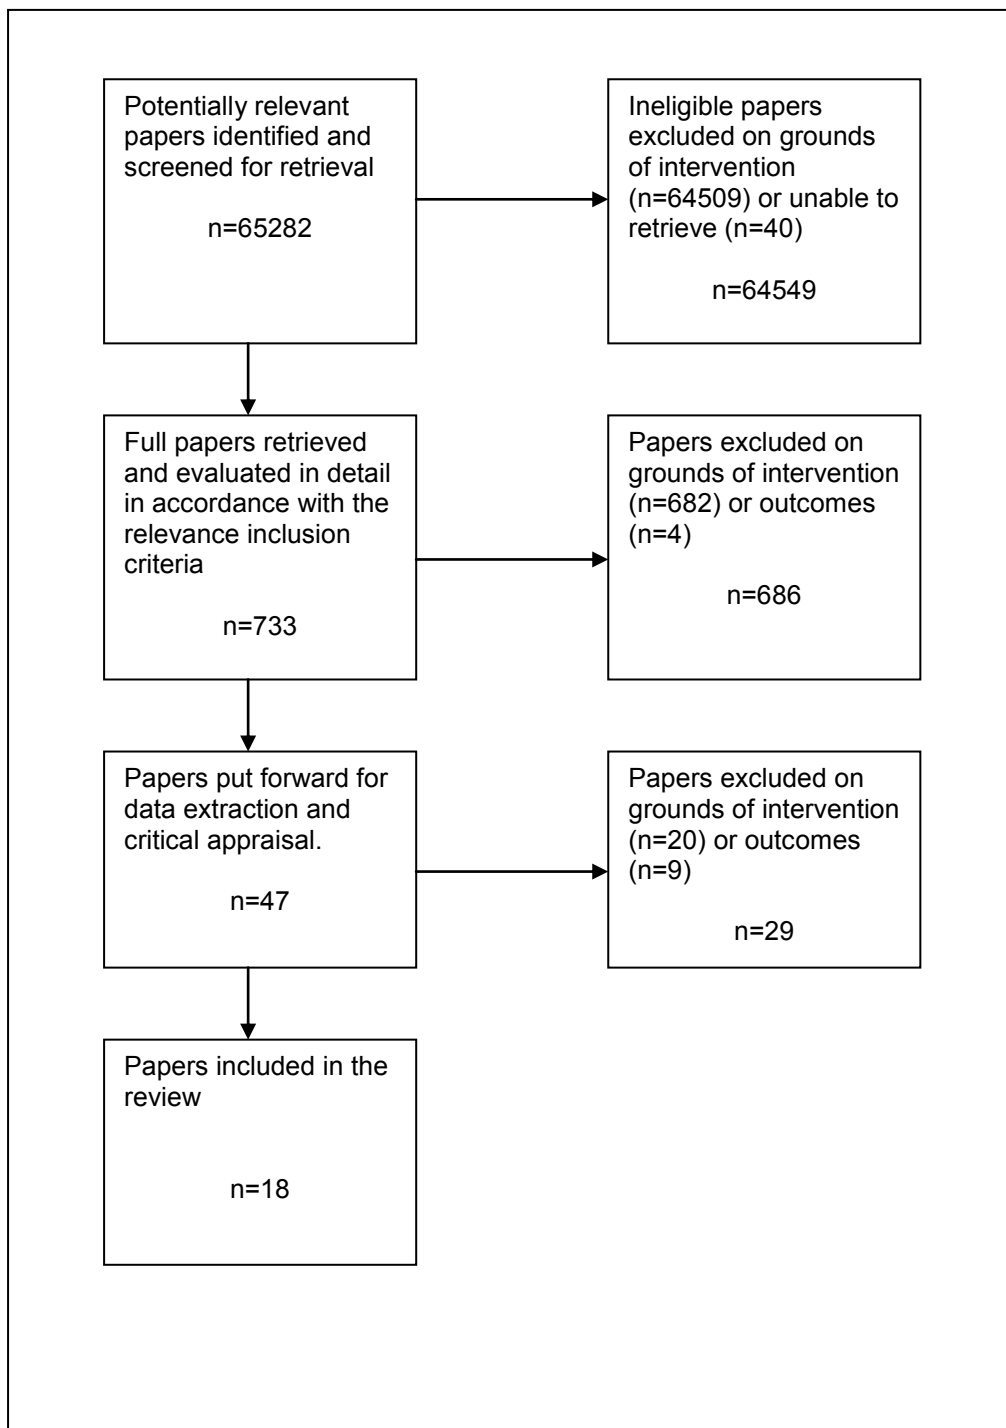 Potentially relevant
papers identified and
screened for retrieval
n=65282
Ineligible papers
excluded on grounds
of intervention
(n=64509) or unable to
retrieve (n=40)
n=64549
Full papers retrieved
and evaluated in detail
in accordance with the
relevance inclusion
criteria
n=733
Papers excluded on
grounds of intervention
(n=682) or outcomes
(n=4)
n=686
Papers put forward for
data extraction and
critical appraisal.
n=47
Papers excluded on
grounds of intervention
(n=20) or outcomes
(n=9)
n=29
Papers included in the
review
n=18